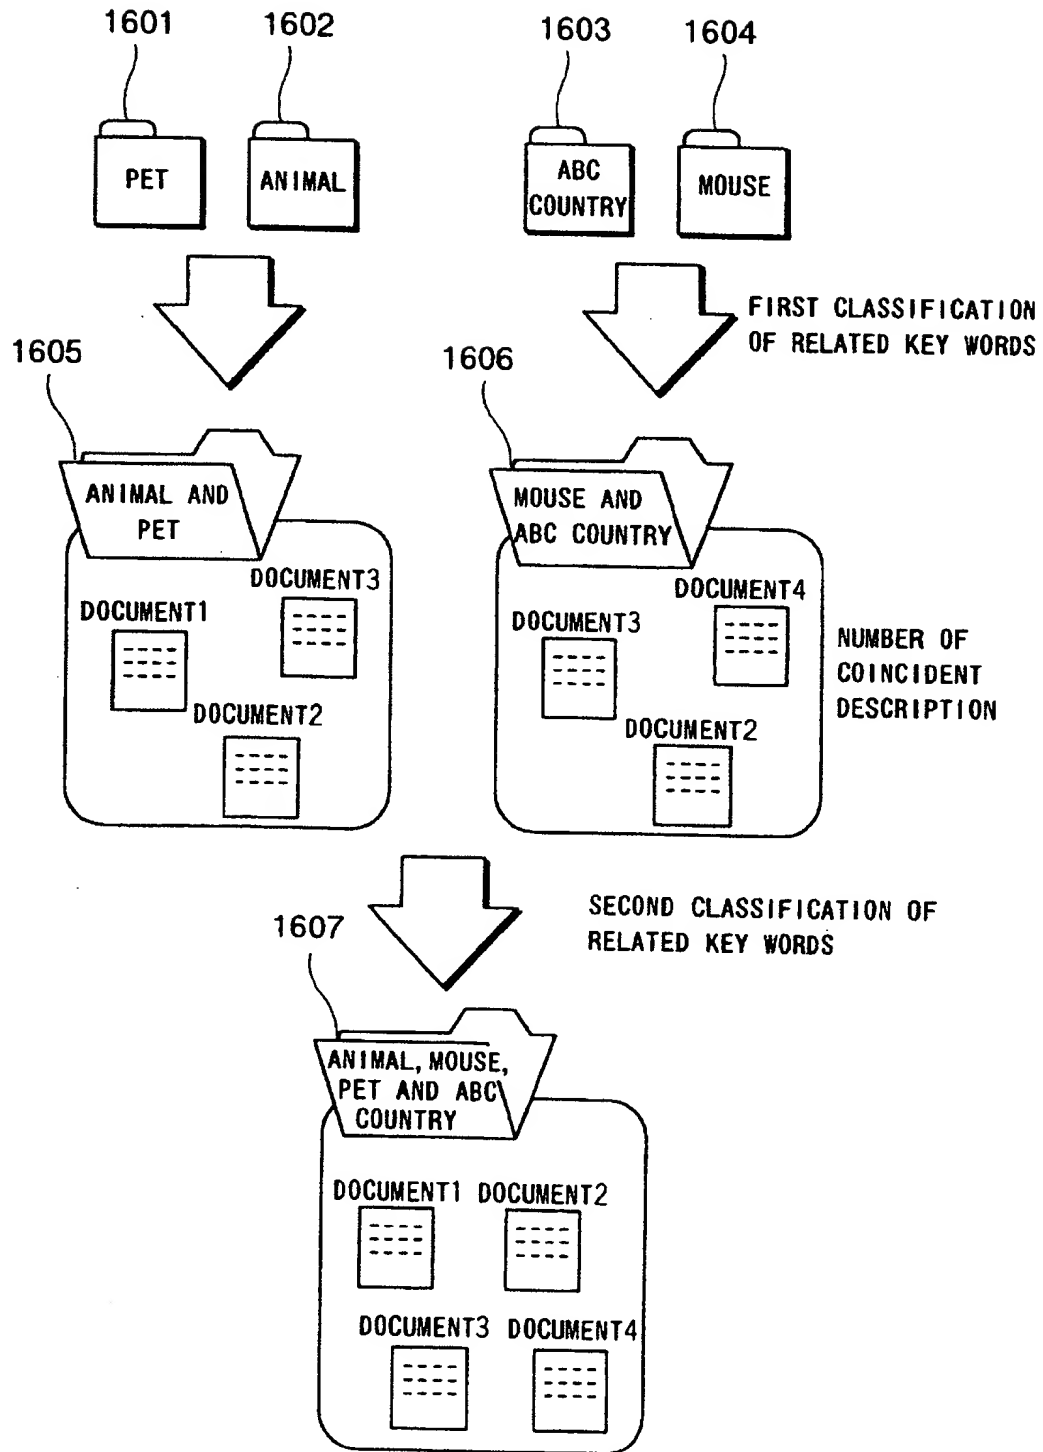 1601
1602
1603
1604
PET
ANIMAL
ABC
COUNTRY
MOUSE
FIRST CLASSIFICATION
OF RELATED KEY WORDS
1605
1606
ANIMAL AND
PET
MOUSE AND
ABC COUNTRY
DOCUMENT3
DOCUMENT1
DOCUMENT2
DOCUMENT4
DOCUMENT3
DOCUMENT2
NUMBER OF
COINCIDENT
DESCRIPTION
SECOND CLASSIFICATION OF
RELATED KEY WORDS
1607
ANIMAL, MOUSE,
PET AND ABC
COUNTRY
DOCUMENT1 DOCUMENT2
DOCUMENT3 DOCUMENT4